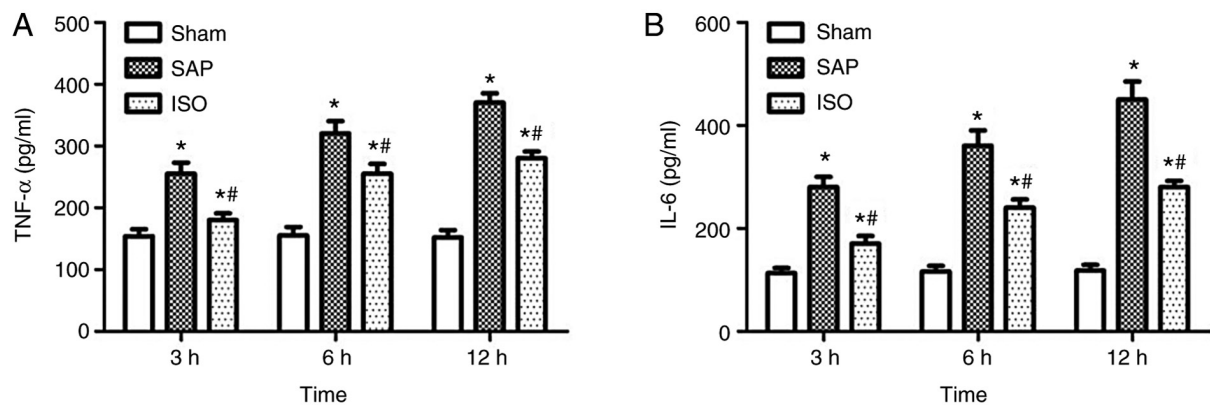 A
TNF-α (pg/ml)
500
400
300
200
100
0
Sham
SAP
ISO
*
*#
*
*#
*
*#
3 h
6 h
12 h
Time
B
IL-6 (pg/ml)
600
400
200
0
Sham
SAP
ISO
*
*#
*
*#
*
*#
3 h
6 h
12 h
Time